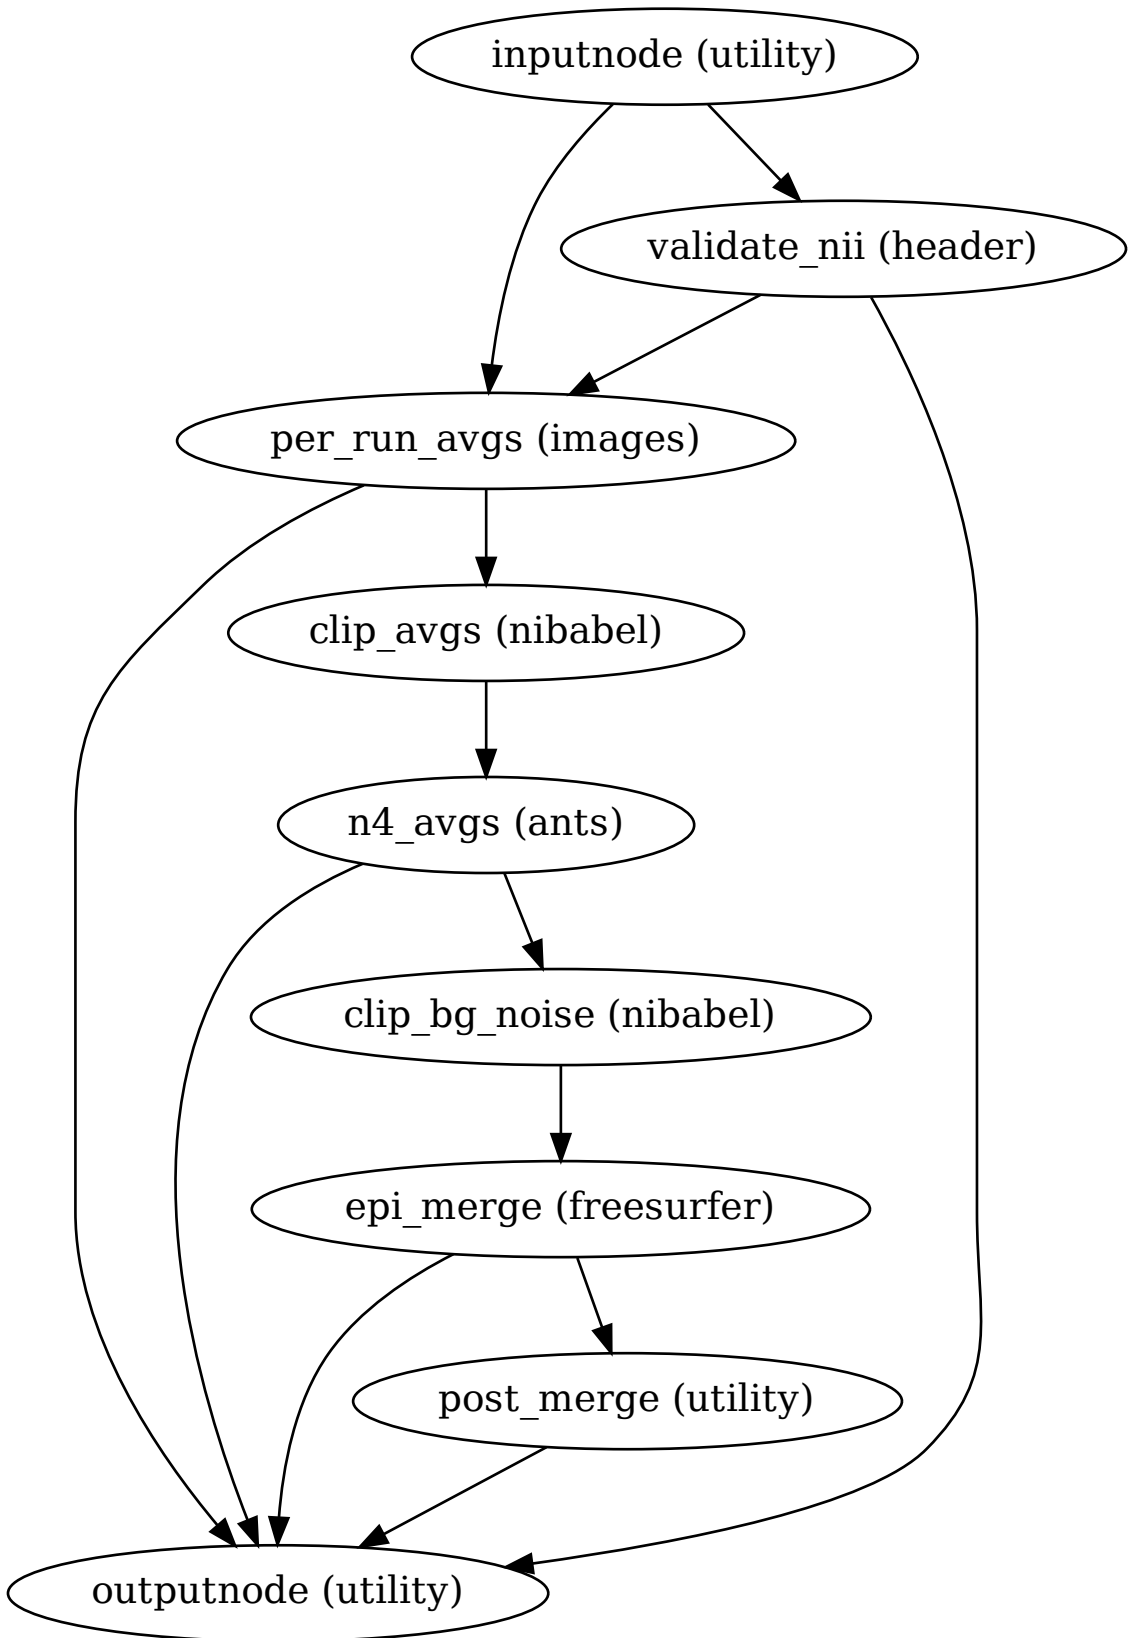 inputnode (utility)
validate_nii (header)
per_run_avgs (images)
clip_avgs (nibabel)
n4_avgs (ants)
clip_bg_noise (nibabel)
epi_merge (freesurfer)
post_merge (utility)
outputnode (utility)